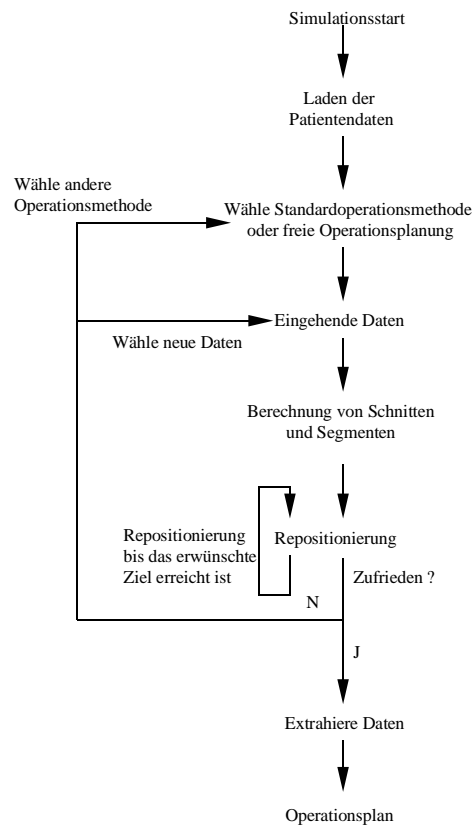 Simulationsstart
Laden der
Patientendaten
Wähle andere
Operationsmethode
Wähle Standardoperationsmethode
oder freie Operationsplanung
Eingehende Daten
Wähle neue Daten
Berechnung von Schnitten
und Segmenten
Repositionierung
bis das erwünschte
Ziel erreicht ist
Repositionierung
Zufrieden ?
N
J
Extrahiere Daten
Operationsplan